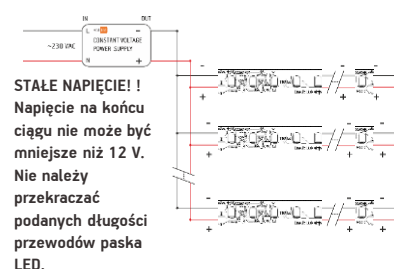 IN OUT
L -
~230 VAC
CONSTANT VOLTAGE
POWER SUPPLY
N +
STAŁE NAPIĘCIE! !
Napięcie na końcu
ciągu nie może być
mniejsze niż 12 V.
Nie należy
przekraczać
podanych długości
przewodów paska
LED.
- -
+ +
- -
+ +
- -
+ +